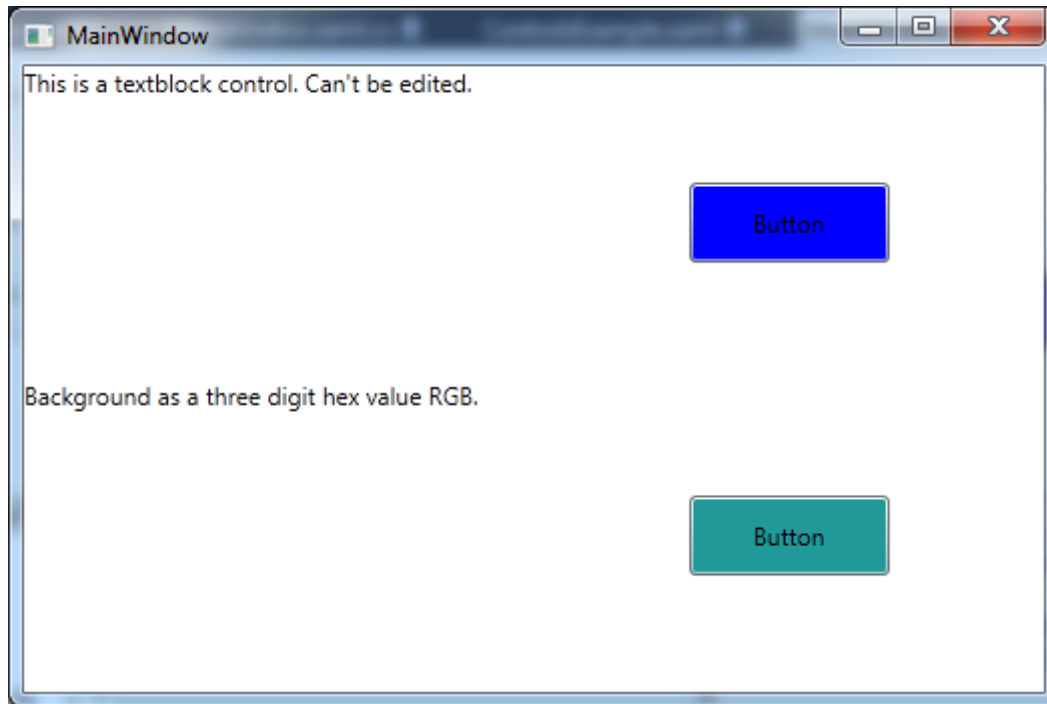 MainWindow
This is a textblock control. Can't be edited.
Button
Background as a three digit hex value RGB.
Button